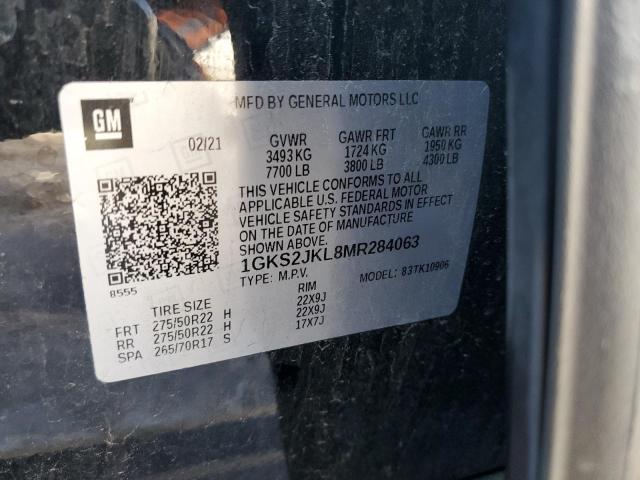 GM
MFD BY GENERAL MOTORS LLC
02/21 GVWR GAWR FRT GAWR RR
3493 KG 1724 KG 1950 KG
7700 LB 3800 LB 4300 LB
THIS VEHICLE CONFORMS TO ALL
APPLICABLE U.S. FEDERAL MOTOR
VEHICLE SAFETY STANDARDS IN EFFECT
ON THE DATE OF MANUFACTURE
SHOWN ABOVE.
1GKS2JKL8MR284063
TYPE: M.P.V. MODEL: 83TK10906
8555
TIRE SIZE RIM
FRT 275/50R22 H 22X9J
RR 275/50R22 H 22X9J
SPA 265/70R17 S 17X7J